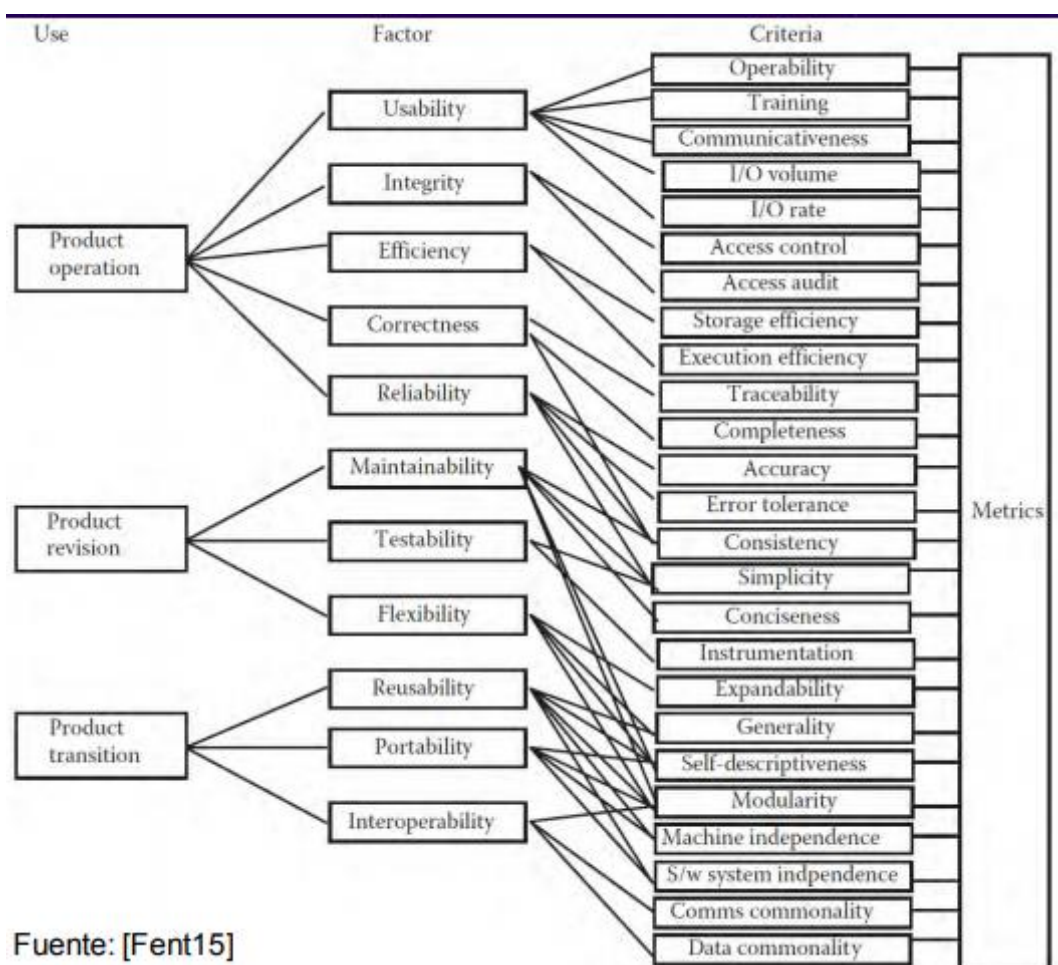 Use
Factor
Criteria
Product
operation
Product
revision
Product
transition
Usability
Integrity
Efficiency
Correctness
Reliability
Maintainability
Testability
Flexibility
Reusability
Portability
Interoperability
Operability
Training
Communicativeness
I/O volume
I/O rate
Access control
Access audit
Storage efficiency
Execution efficiency
Traceability
Completeness
Accuracy
Error tolerance
Consistency
Simplicity
Conciseness
Instrumentation
Expandability
Generality
Self-descriptiveness
Modularity
Machine independence
S/w system indpendence
Comms commonality
Data commonality
Metrics
Fuente: [Fent15]